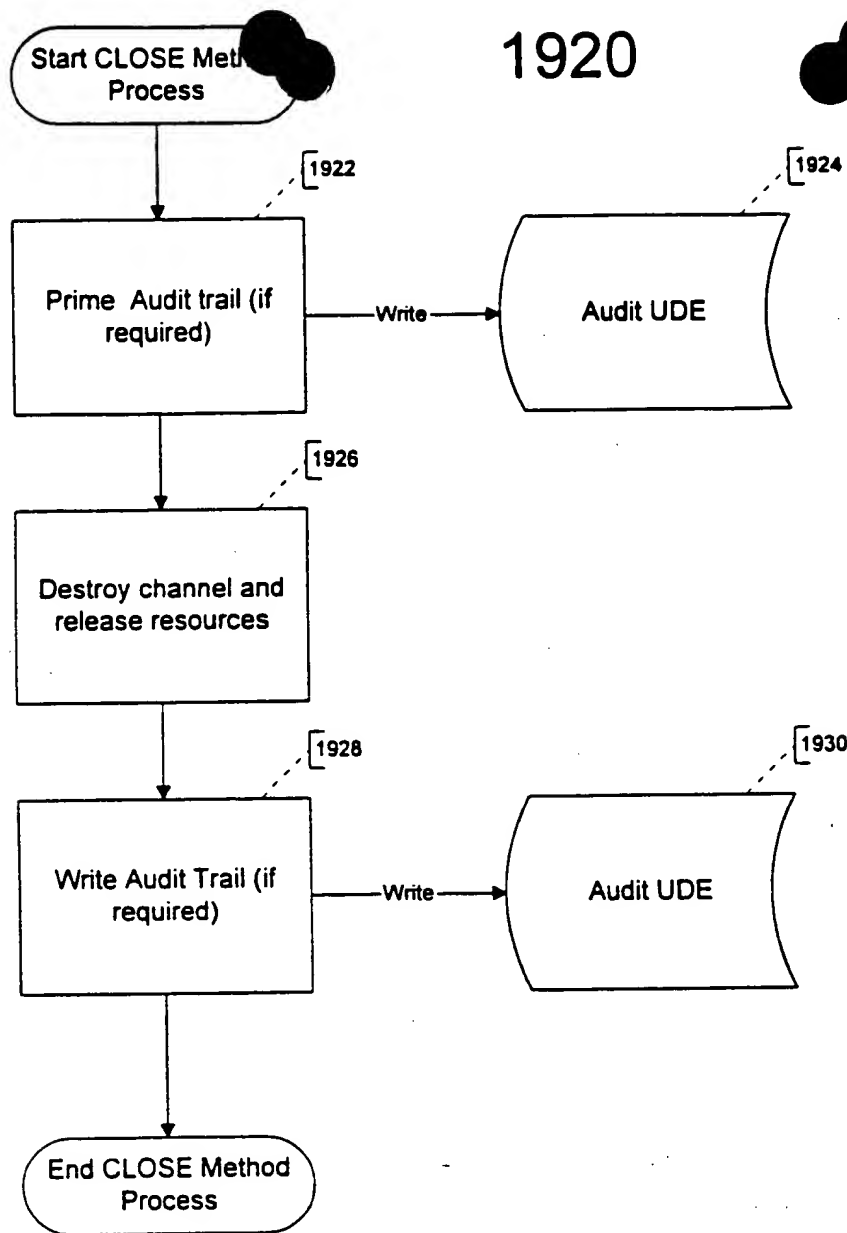 1920
Start CLOSE Method
Process
1922
1924
Prime Audit trail (if
required)
Write
Audit UDE
1926
Destroy channel and
release resources
1928
1930
Write Audit Trail (if
required)
Write
Audit UDE
End CLOSE Method
Process